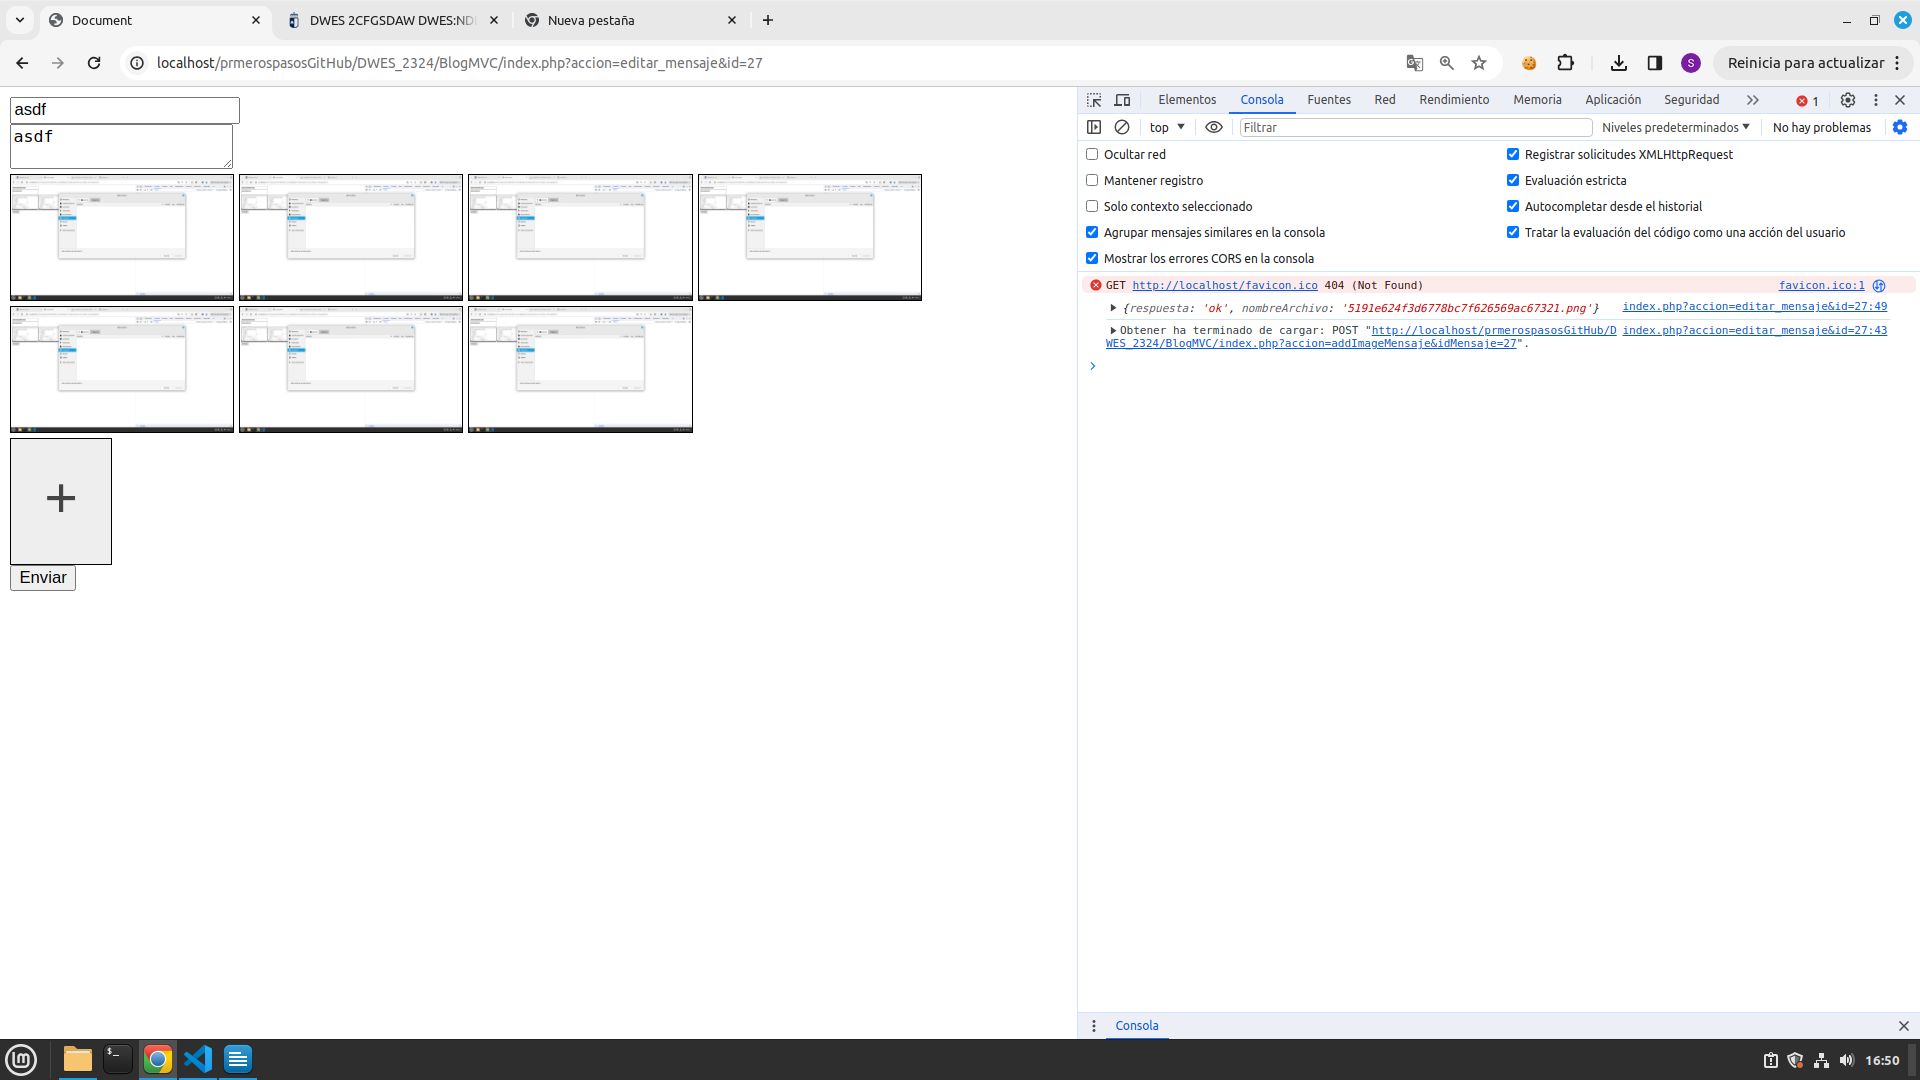 Document
DWES 2CFGSDAW DWES:ND
Nueva pestaña
localhost/prmerospasosGitHub/DWES_2324/BlogMVC/index.php?accion=editar_mensaje&id=27
S
Reinicia para actualizar
asdf
asdf
+
Enviar
Elementos
Consola
Fuentes
Red
Rendimiento
Memoria
Aplicación
Seguridad
1
top
Filtrar
Niveles predeterminados
No hay problemas
Ocultar red
Registrar solicitudes XMLHttpRequest
Mantener registro
Evaluación estricta
Solo contexto seleccionado
Autocompletar desde el historial
Agrupar mensajes similares en la consola
Tratar la evaluación del código como una acción del usuario
Mostrar los errores CORS en la consola
GET http://localhost/favicon.ico 404 (Not Found)
favicon.ico:1
{respuesta: 'ok', nombreArchivo: '5191e624f3d6778bc7f626569ac67321.png'}
index.php?accion=editar_mensaje&id=27:49
Obtener ha terminado de cargar: POST "http://localhost/prmerospasosGitHub/D
index.php?accion=editar_mensaje&id=27:43
WES_2324/BlogMVC/index.php?accion=addImageMensaje&idMensaje=27".
Consola
16:50